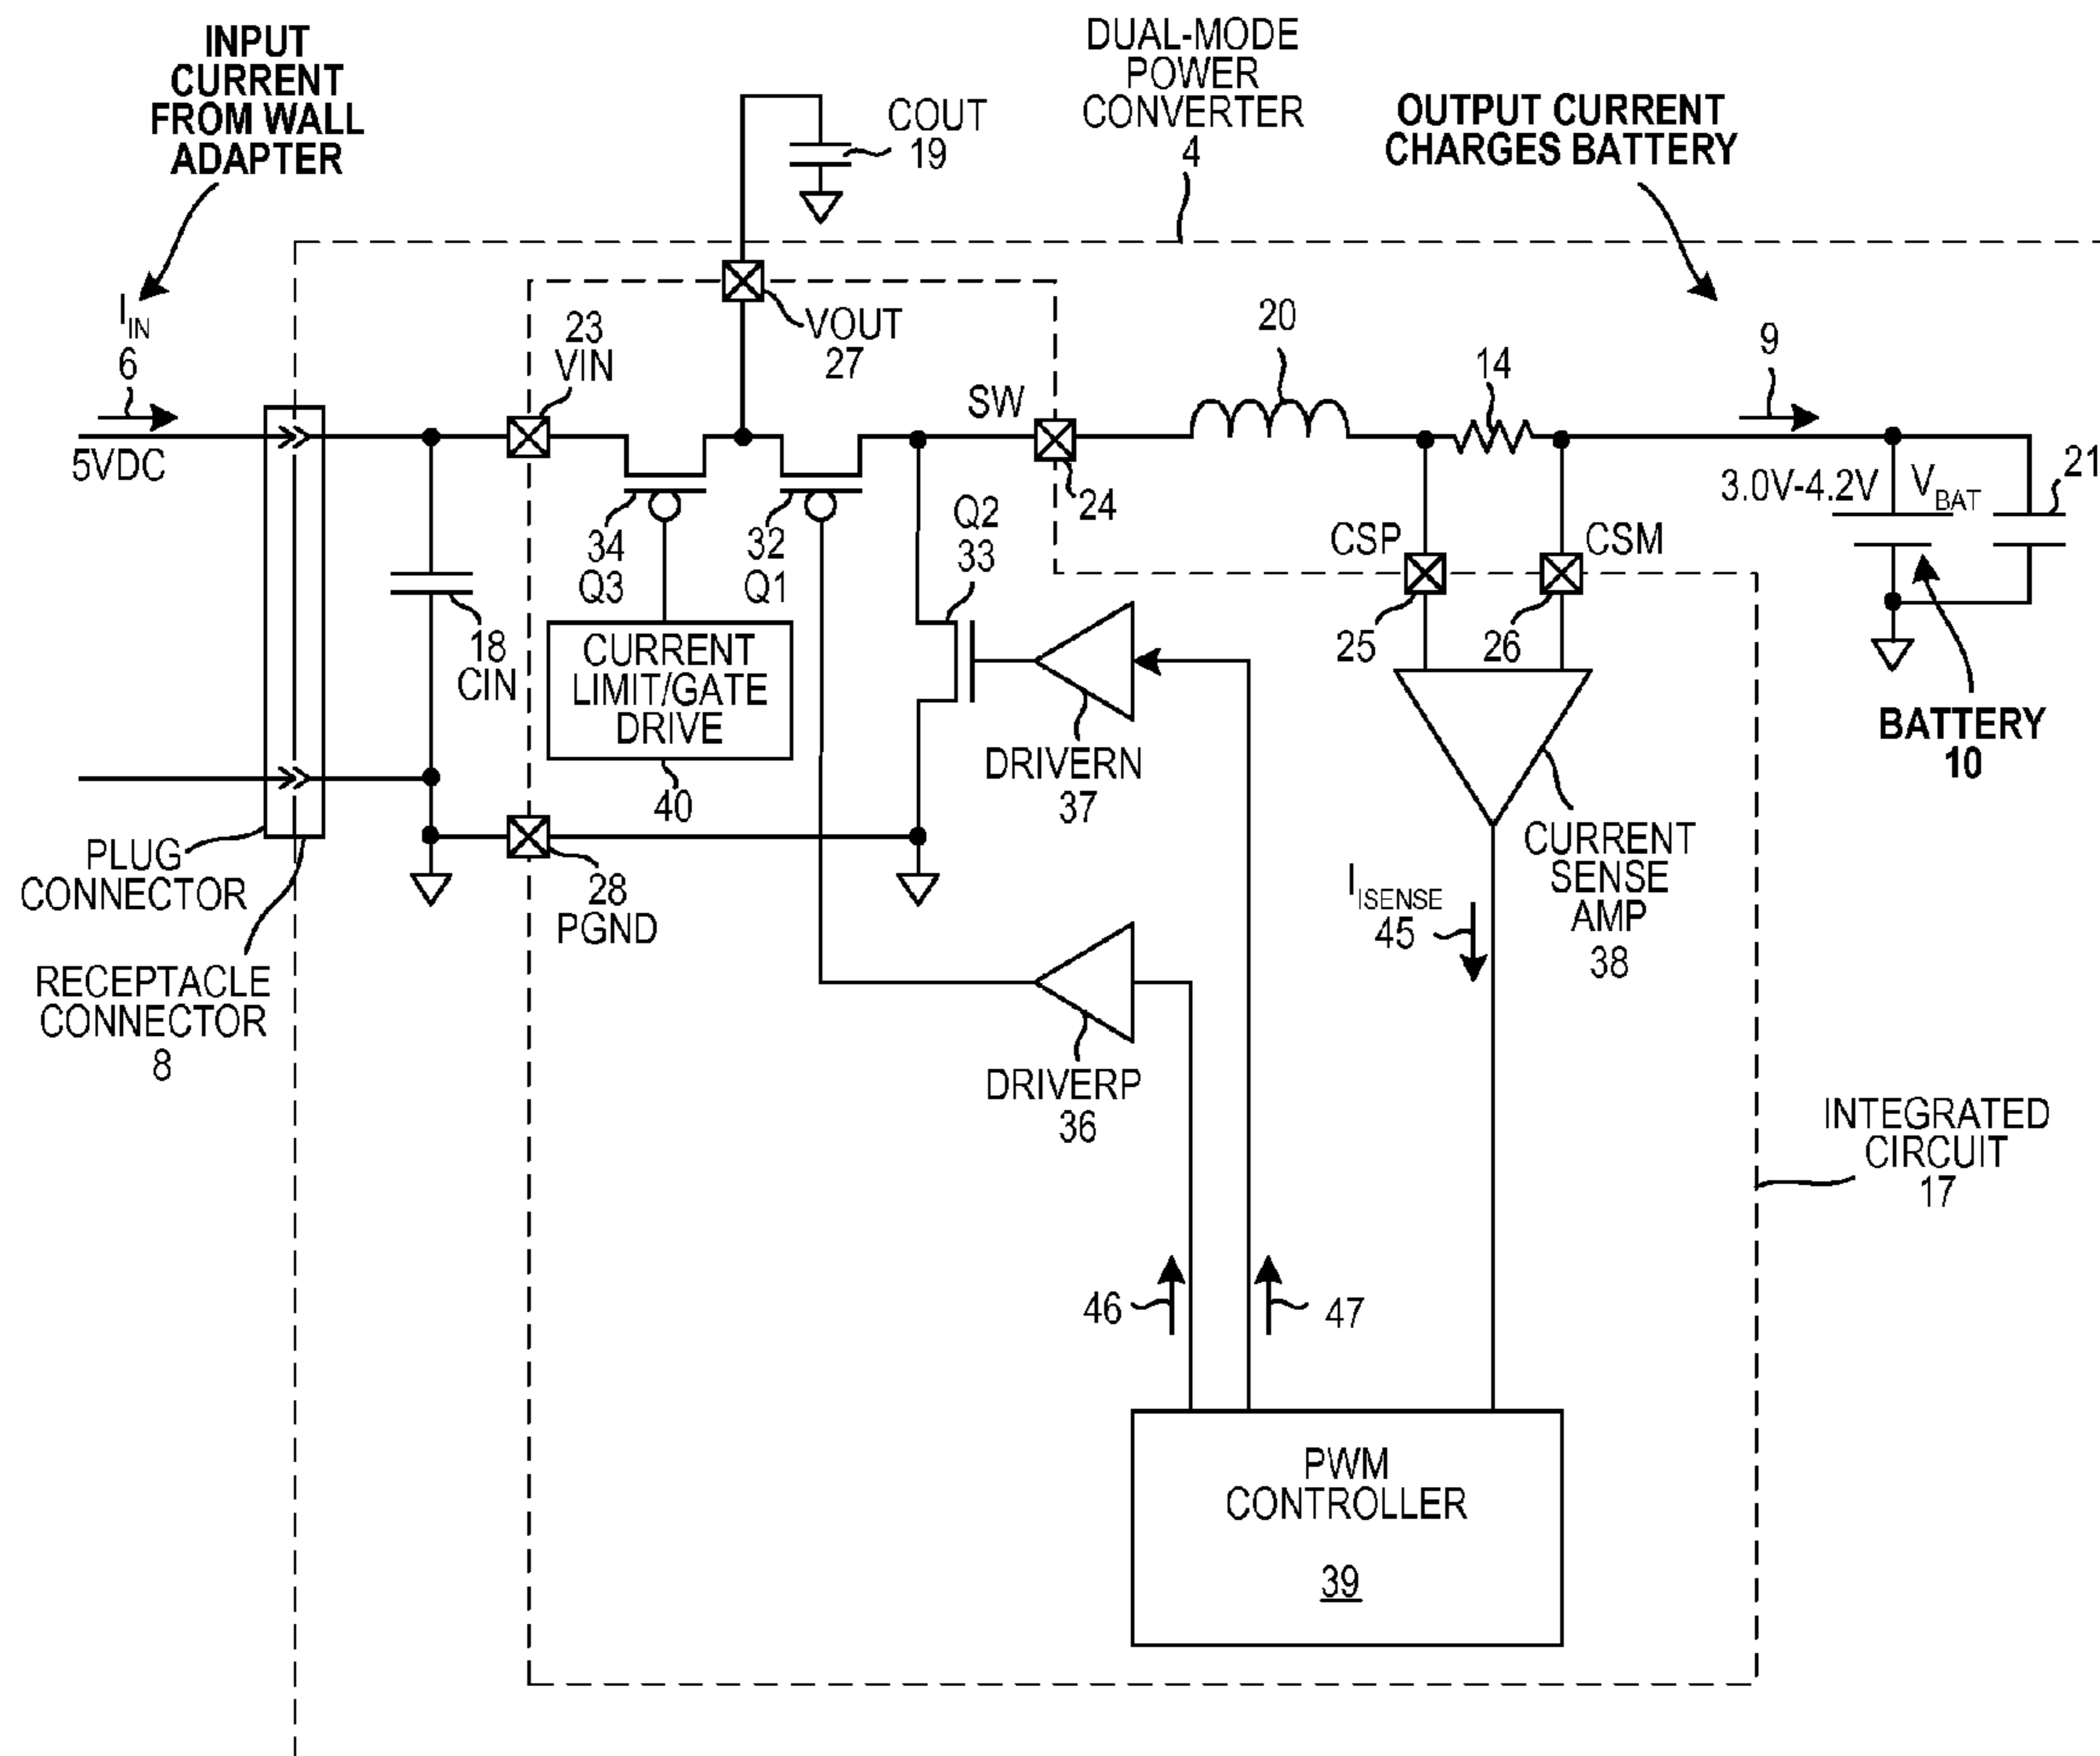 INPUT
CURRENT
FROM WALL
ADAPTER
DUAL-MODE
POWER
CONVERTER
4
OUTPUT CURRENT
CHARGES BATTERY
COUT
19
I_IN
6
5VDC
23
VIN
VOUT
27
SW
24
20
14
9
3.0V-4.2V
V_BAT
21
34
Q3
32
Q1
Q2
33
CSP
CSM
25
26
18
CIN
CURRENT
LIMIT/GATE
DRIVE
40
DRIVERN
37
BATTERY
10
PLUG
CONNECTOR
28
PGND
CURRENT
SENSE
AMP
38
I_ISENSE
45
RECEPTACLE
CONNECTOR
8
DRIVERP
36
INTEGRATED
CIRCUIT
17
46
47
PWM
CONTROLLER
39